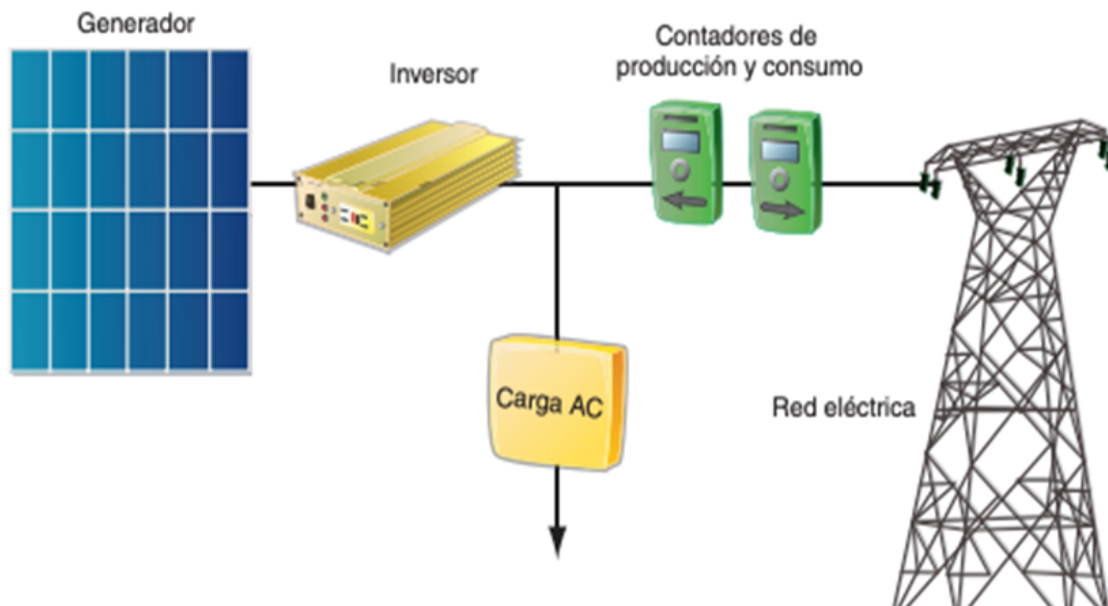 Generador
Inversor
Contadores de
producción y consumo
Carga AC
Red eléctrica